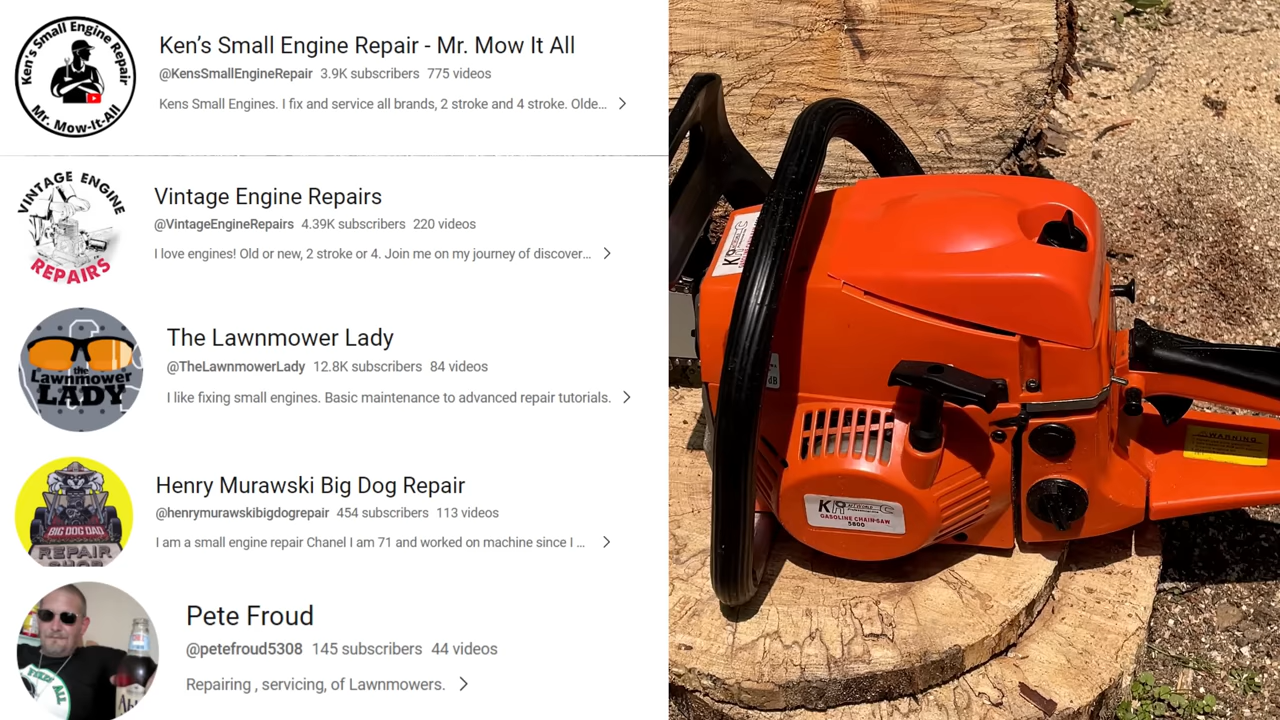 Ken's Small Engine Repair
Mr. Mow-It-All
Ken's Small Engine Repair - Mr. Mow It All
@KensSmallEngineRepair 3.9K subscribers 775 videos
Kens Small Engines. I fix and service all brands, 2 stroke and 4 stroke. Olde...
VINTAGE ENGINE
REPAIRS
Vintage Engine Repairs
@VintageEngineRepairs 4.39K subscribers 220 videos
I love engines! Old or new, 2 stroke or 4. Join me on my journey of discover...
the
Lawnmower
LADY
The Lawnmower Lady
@TheLawnmowerLady 12.8K subscribers 84 videos
I like fixing small engines. Basic maintenance to advanced repair tutorials.
BIG DOG DAD
REPAIR
SHOP
Henry Murawski Big Dog Repair
@henrymurawskibigdogrepair 454 subscribers 113 videos
I am a small engine repair Chanel I am 71 and worked on machine since I ...
Pete Froud
@petefroud5308 145 subscribers 44 videos
Repairing , servicing, of Lawnmowers.
dB
WARNING
GASOLINE CHAIR SAW
5800